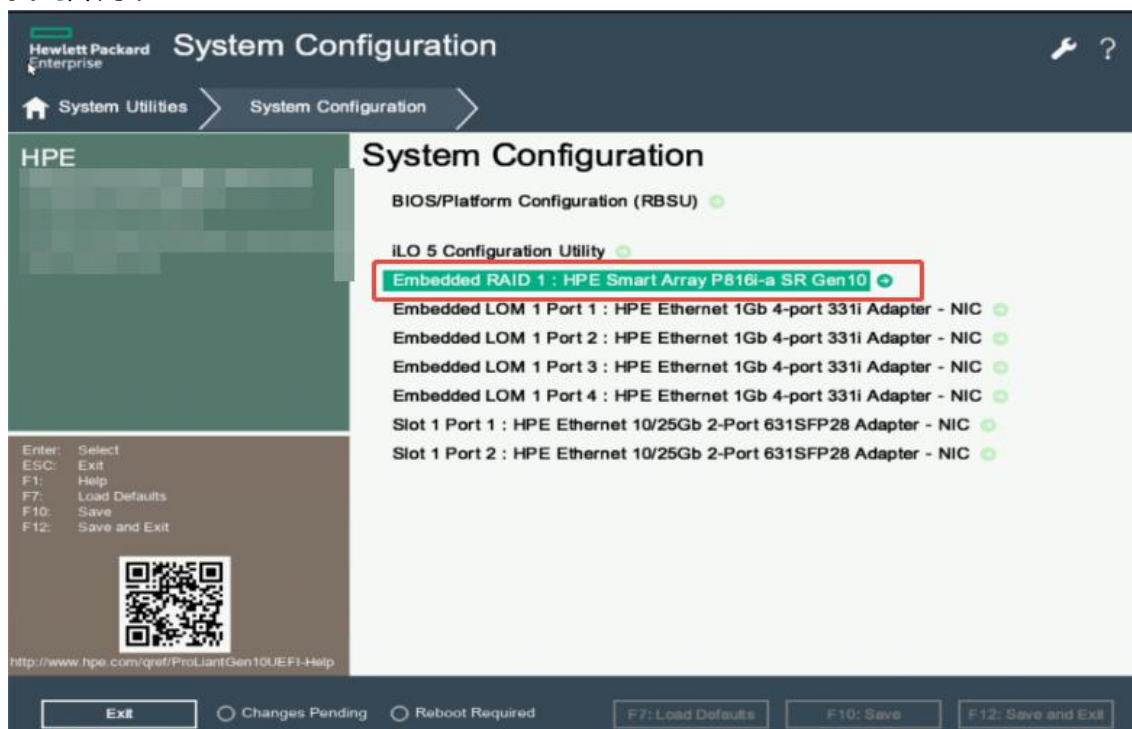 Hewlett Packard
Enterprise
System Configuration
?
System Utilities
System Configuration
HPE
System Configuration
BIOS/Platform Configuration (RBSU)
iLO 5 Configuration Utility
Embedded RAID 1 : HPE Smart Array P816i-a SR Gen10
Embedded LOM 1 Port 1 : HPE Ethernet 1Gb 4-port 331i Adapter - NIC
Embedded LOM 1 Port 2 : HPE Ethernet 1Gb 4-port 331i Adapter - NIC
Embedded LOM 1 Port 3 : HPE Ethernet 1Gb 4-port 331i Adapter - NIC
Embedded LOM 1 Port 4 : HPE Ethernet 1Gb 4-port 331i Adapter - NIC
Slot 1 Port 1 : HPE Ethernet 10/25Gb 2-Port 631SFP28 Adapter - NIC
Slot 1 Port 2 : HPE Ethernet 10/25Gb 2-Port 631SFP28 Adapter - NIC
Enter: Select
ESC: Exit
F1: Help
F7: Load Defaults
F10: Save
F12: Save and Exit
http://www.hpe.com/qref/ProLiantGen10UEFI-Help
Exit
Changes Pending
Reboot Required
F7: Load Defaults
F10: Save
F12: Save and Exit